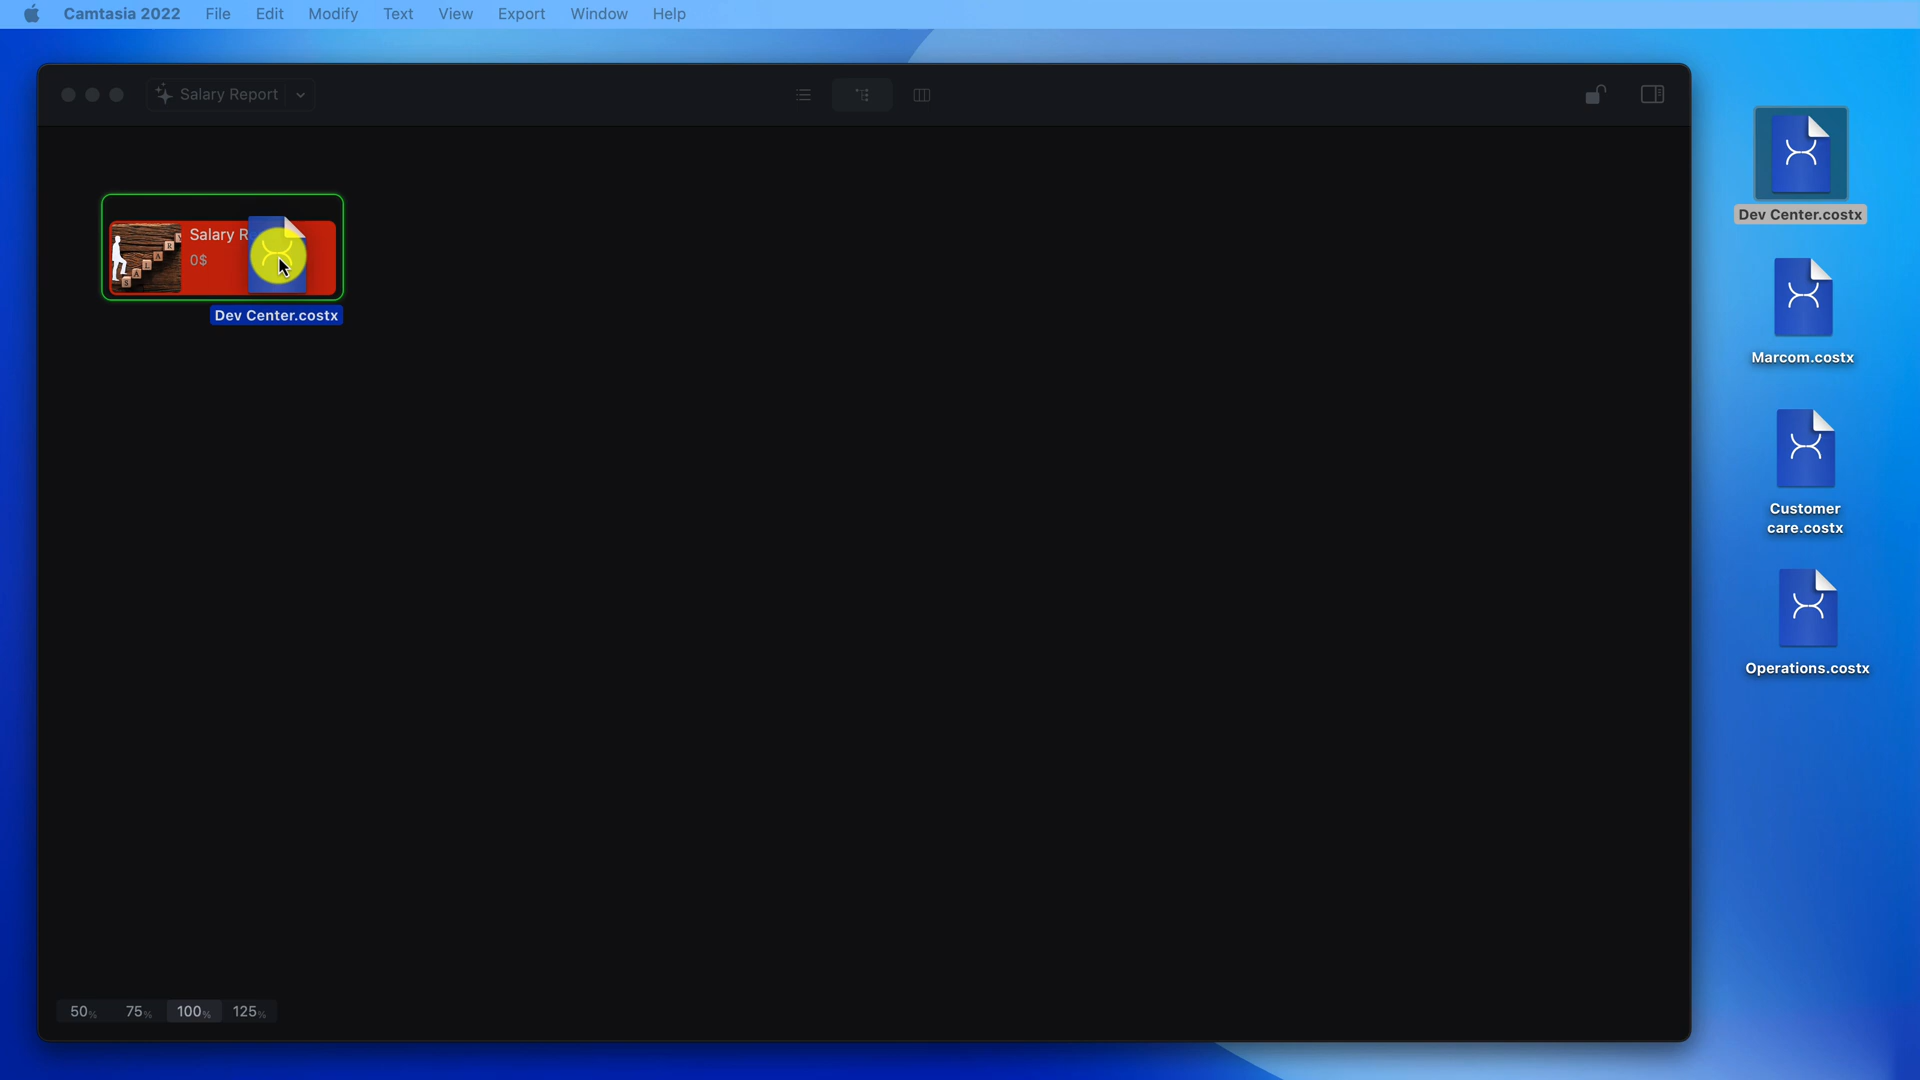 Camtasia 2022 File Edit Modify Text View Export Window Help
Salary Report
Dev Center.costx
Salary R
0$
Dev Center.costx
Marcom.costx
Customer
care.costx
Operations.costx
50% 75% 100% 125%